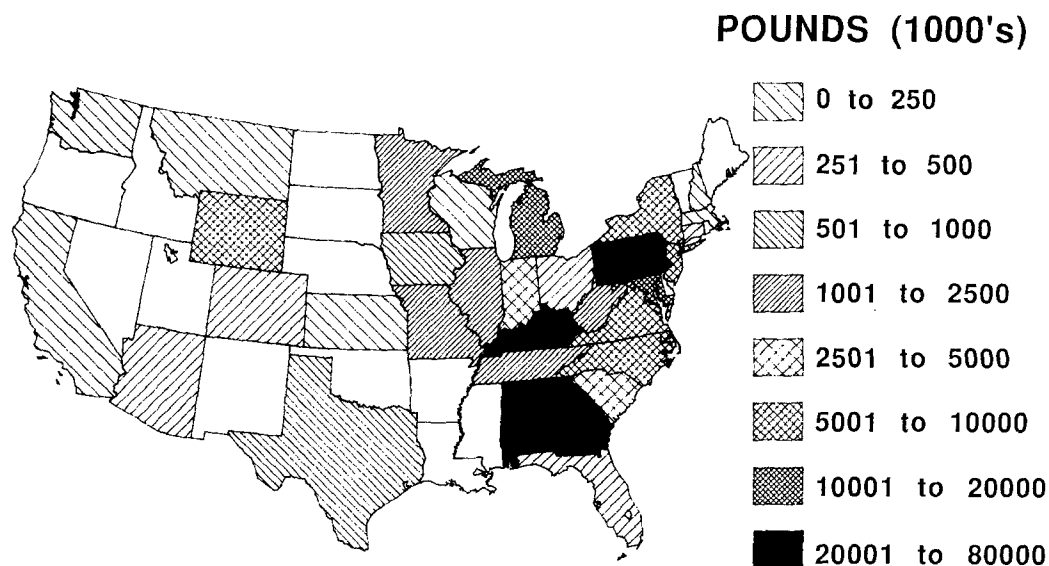 POUNDS (1000's)
0 to 250
251 to 500
501 to 1000
1001 to 2500
2501 to 5000
5001 to 10000
10001 to 20000
20001 to 80000